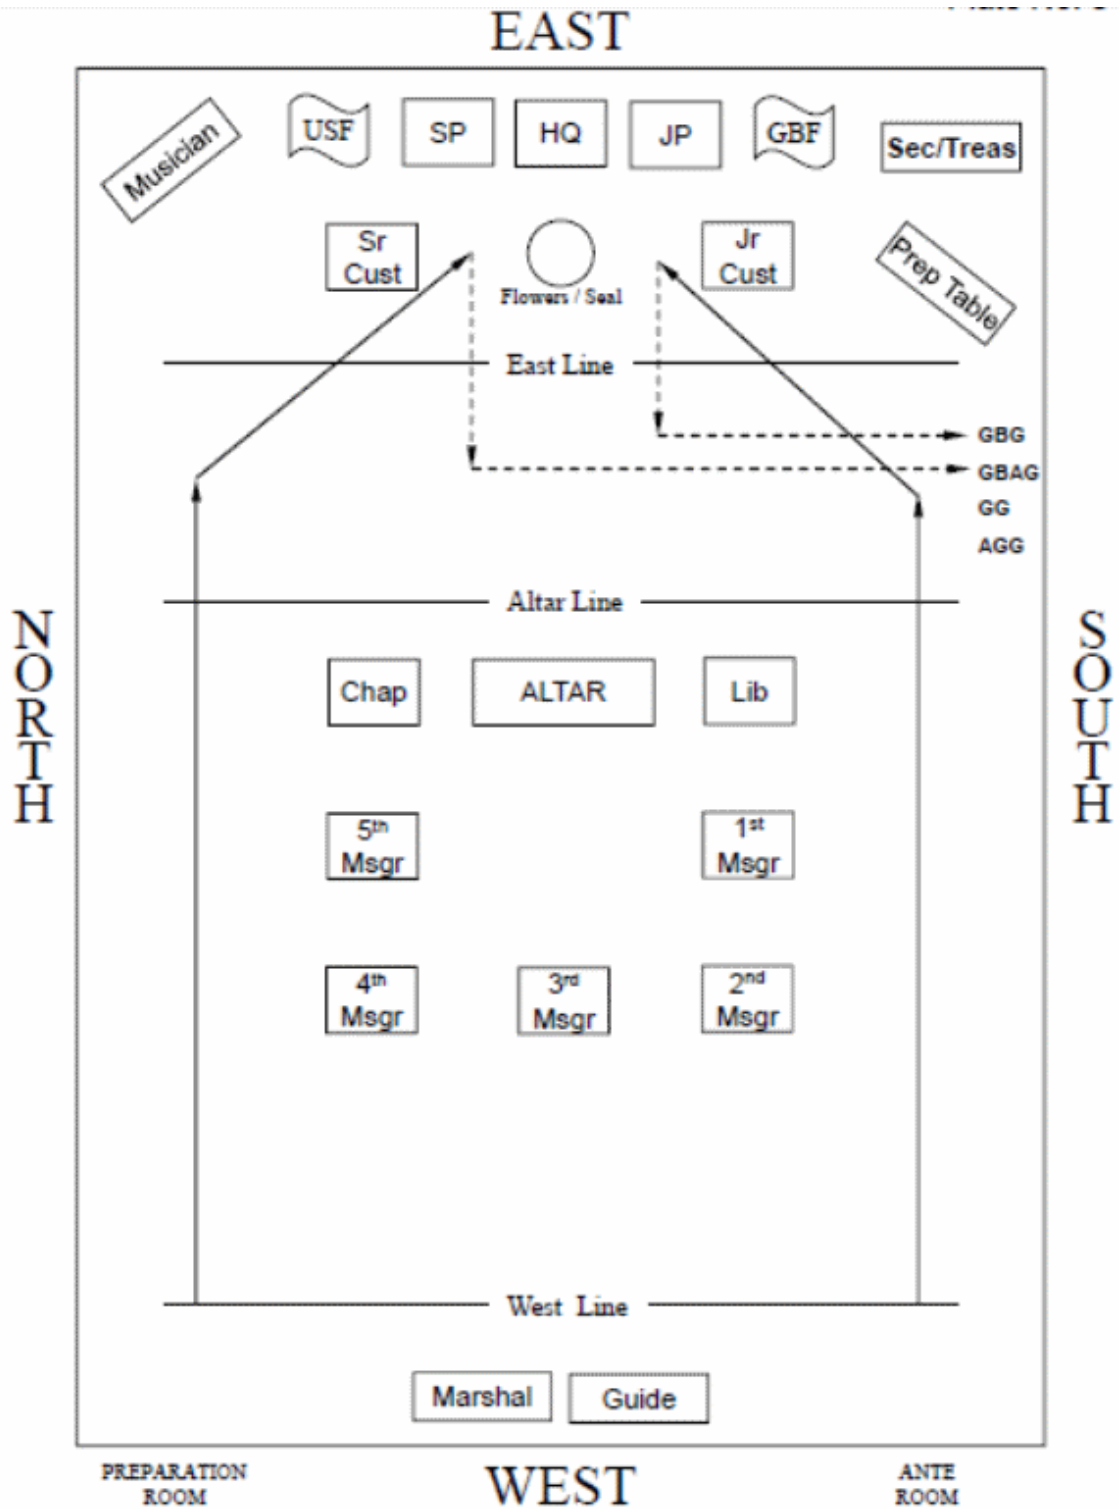 EAST
Musician
USF
SP
HQ
JP
GBF
Sec/Treas
Sr
Cust
Flowers / Seal
Jr
Cust
Prep Table
East Line
GBG
GBAG
GG
AGG
Altar Line
NORTH
SOUTH
Chap
ALTAR
Lib
5th
Msgr
1st
Msgr
4th
Msgr
3rd
Msgr
2nd
Msgr
West Line
Marshal
Guide
PREPARATION
ROOM
WEST
ANTE
ROOM